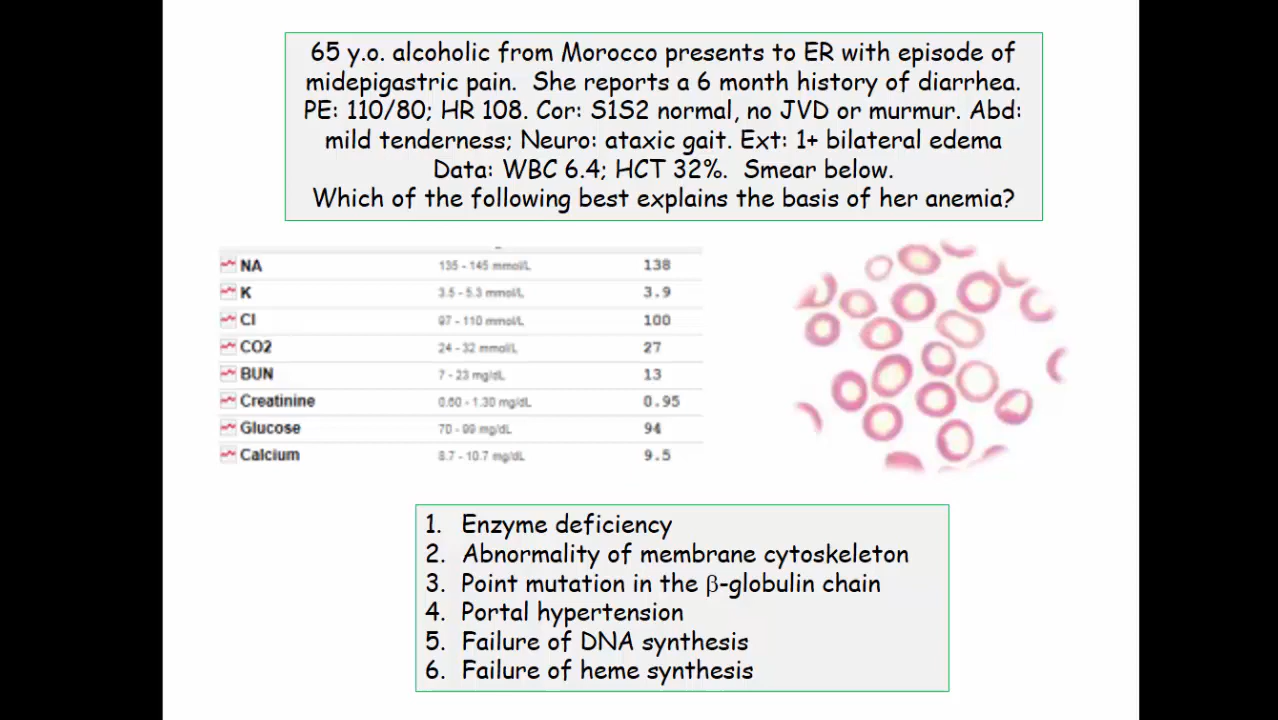 65 y.o. alcoholic from Morocco presents to ER with episode of
midepigastric pain. She reports a 6 month history of diarrhea.
PE: 110/80; HR 108. Cor: S1S2 normal, no JVD or murmur. Abd:
mild tenderness; Neuro: ataxic gait. Ext: 1+ bilateral edema
Data: WBC 6.4; HCT 32%. Smear below.
Which of the following best explains the basis of her anemia?
NA 135 - 145 mmol/L 138
K 3.5 - 5.3 mmol/L 3.9
Cl 97 - 110 mmol/L 100
CO2 24 - 32 mmol/L 27
BUN 7 - 23 mg/dL 13
Creatinine 0.60 - 1.30 mg/dL 0.95
Glucose 70 - 99 mg/dL 94
Calcium 8.7 - 10.7 mg/dL 9.5
1. Enzyme deficiency
2. Abnormality of membrane cytoskeleton
3. Point mutation in the β-globulin chain
4. Portal hypertension
5. Failure of DNA synthesis
6. Failure of heme synthesis